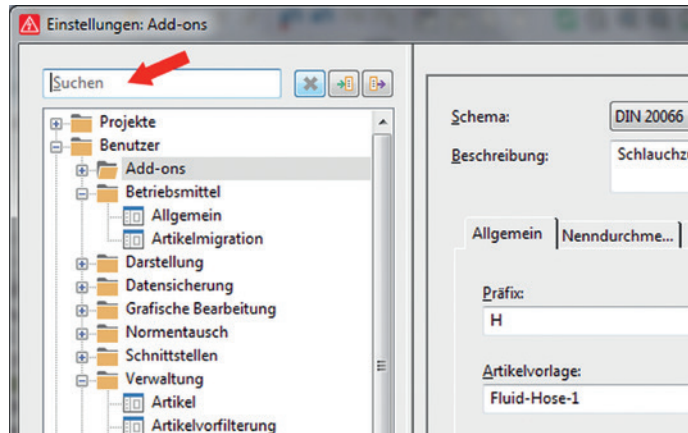 Einstellungen: Add-ons
Suchen
Projekte
Benutzer
Add-ons
Betriebsmittel
Allgemein
Artikelmigration
Darstellung
Datensicherung
Grafische Bearbeitung
Normentausch
Schnittstellen
Verwaltung
Artikel
Artikelvorfilterung
Schema:
DIN 20066
Beschreibung:
Schlauchz
Allgemein
Nenndurchme...
Präfix:
H
Artikelvorlage:
Fluid-Hose-1